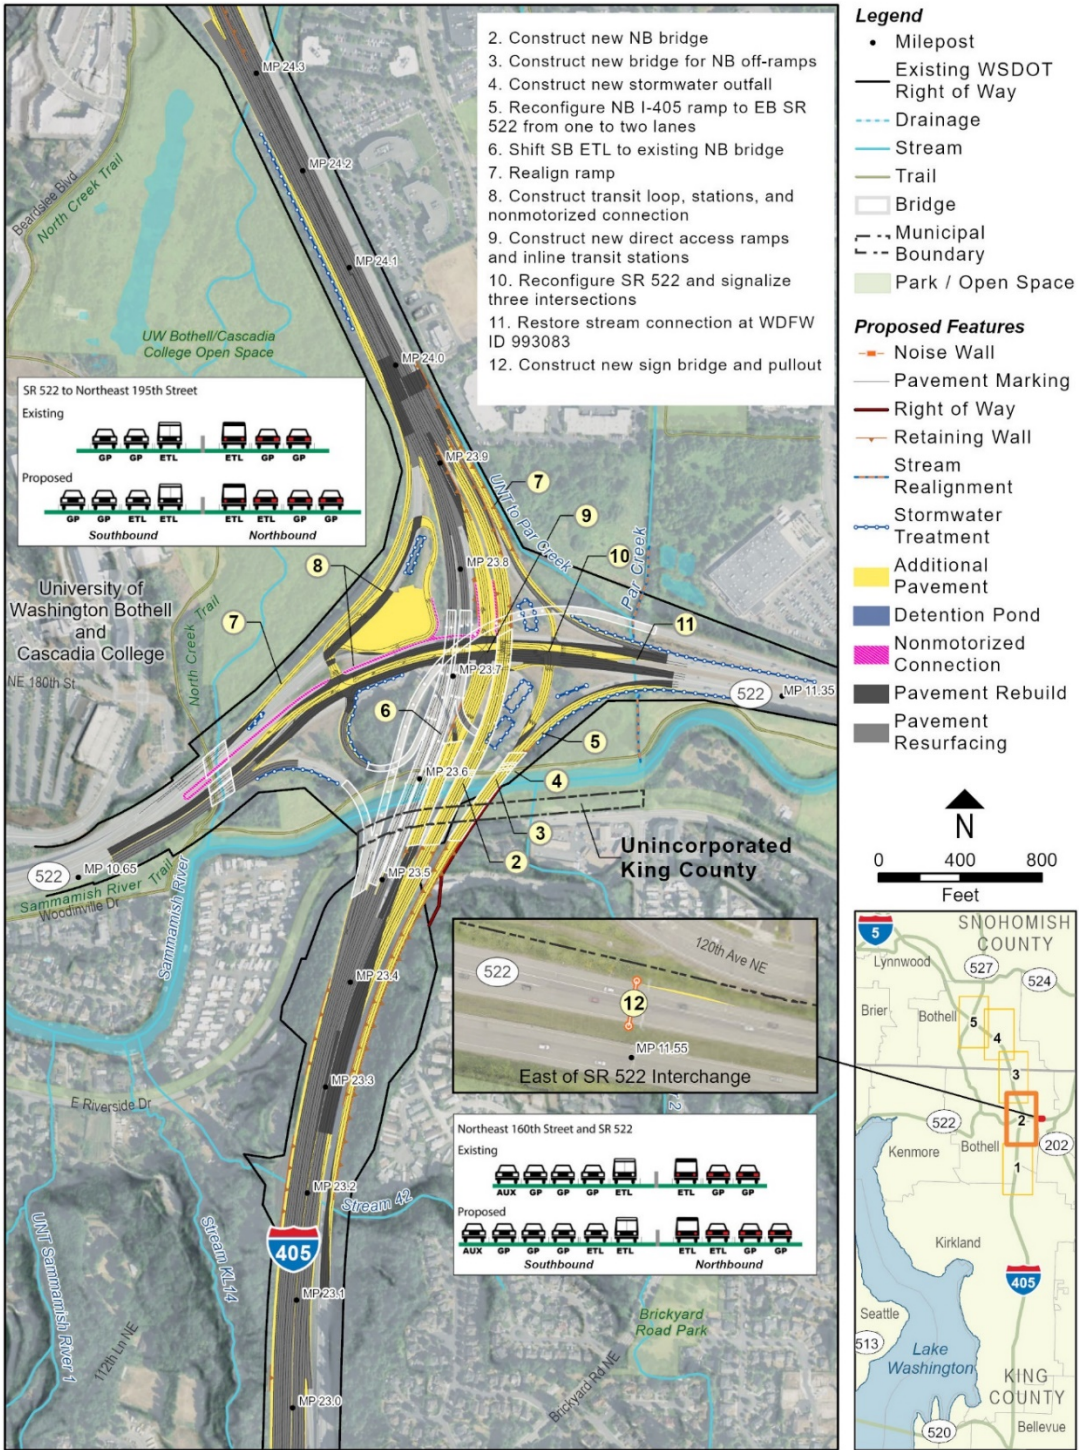 2. Construct new NB bridge
3. Construct new bridge for NB off-ramps
4. Construct new stormwater outfall
5. Reconfigure NB I-405 ramp to EB SR
522 from one to two lanes
6. Shift SB ETL to existing NB bridge
7. Realign ramp
8. Construct transit loop, stations, and
nonmotorized connection
9. Construct new direct access ramps
and inline transit stations
10. Reconfigure SR 522 and signalize
three intersections
11. Restore stream connection at WDFW
ID 993083
12. Construct new sign bridge and pullout
MP 24.3
MP 24.2
MP 24.1
MP 24.0
MP 23.9
MP 23.8
MP 23.7
MP 23.6
MP 23.5
MP 23.4
MP 23.3
MP 23.2
MP 23.1
MP 23.0
Beardslee Blvd
North Creek Trail
UW Bothell/Cascadia
College Open Space
SR 522 to Northeast 195th Street
Existing
GP GP ETL ETL GP GP
Proposed
GP GP ETL ETL ETL ETL GP GP
Southbound Northbound
University of
Washington Bothell
and
Cascadia College
NE 180th St
North Creek Trail
UNT to Par Creek
Par Creek
7
9
10
8
7
11
6
5
4
3
2
522
MP 11.35
522
MP 10.65
Sammamish River Trail
Woodinville Dr
Sammamish River
Unincorporated
King County
522
120th Ave NE
12
MP 11.55
East of SR 522 Interchange
E Riverside Dr
Stream 42
Northeast 160th Street and SR 522
Existing
AUX GP GP GP ETL ETL GP GP
Proposed
AUX GP GP GP ETL ETL ETL ETL GP GP
Southbound Northbound
405
UNT Sammamish River 1
Stream KL14
112th Ln NE
Brickyard
Road Park
Brickyard Rd NE
Legend
Milepost
Existing WSDOT
Right of Way
Drainage
Stream
Trail
Bridge
Municipal
Boundary
Park / Open Space
Proposed Features
Noise Wall
Pavement Marking
Right of Way
Retaining Wall
Stream
Realignment
Stormwater
Treatment
Additional
Pavement
Detention Pond
Nonmotorized
Connection
Pavement Rebuild
Pavement
Resurfacing
N
0 400 800
Feet
5
SNOHOMISH
COUNTY
Lynnwood
527
524
Brier
Bothell
5
4
3
2
1
522
202
Kenmore
Bothell
Kirkland
405
Seattle
513
Lake
Washington
KING
COUNTY
520
Bellevue